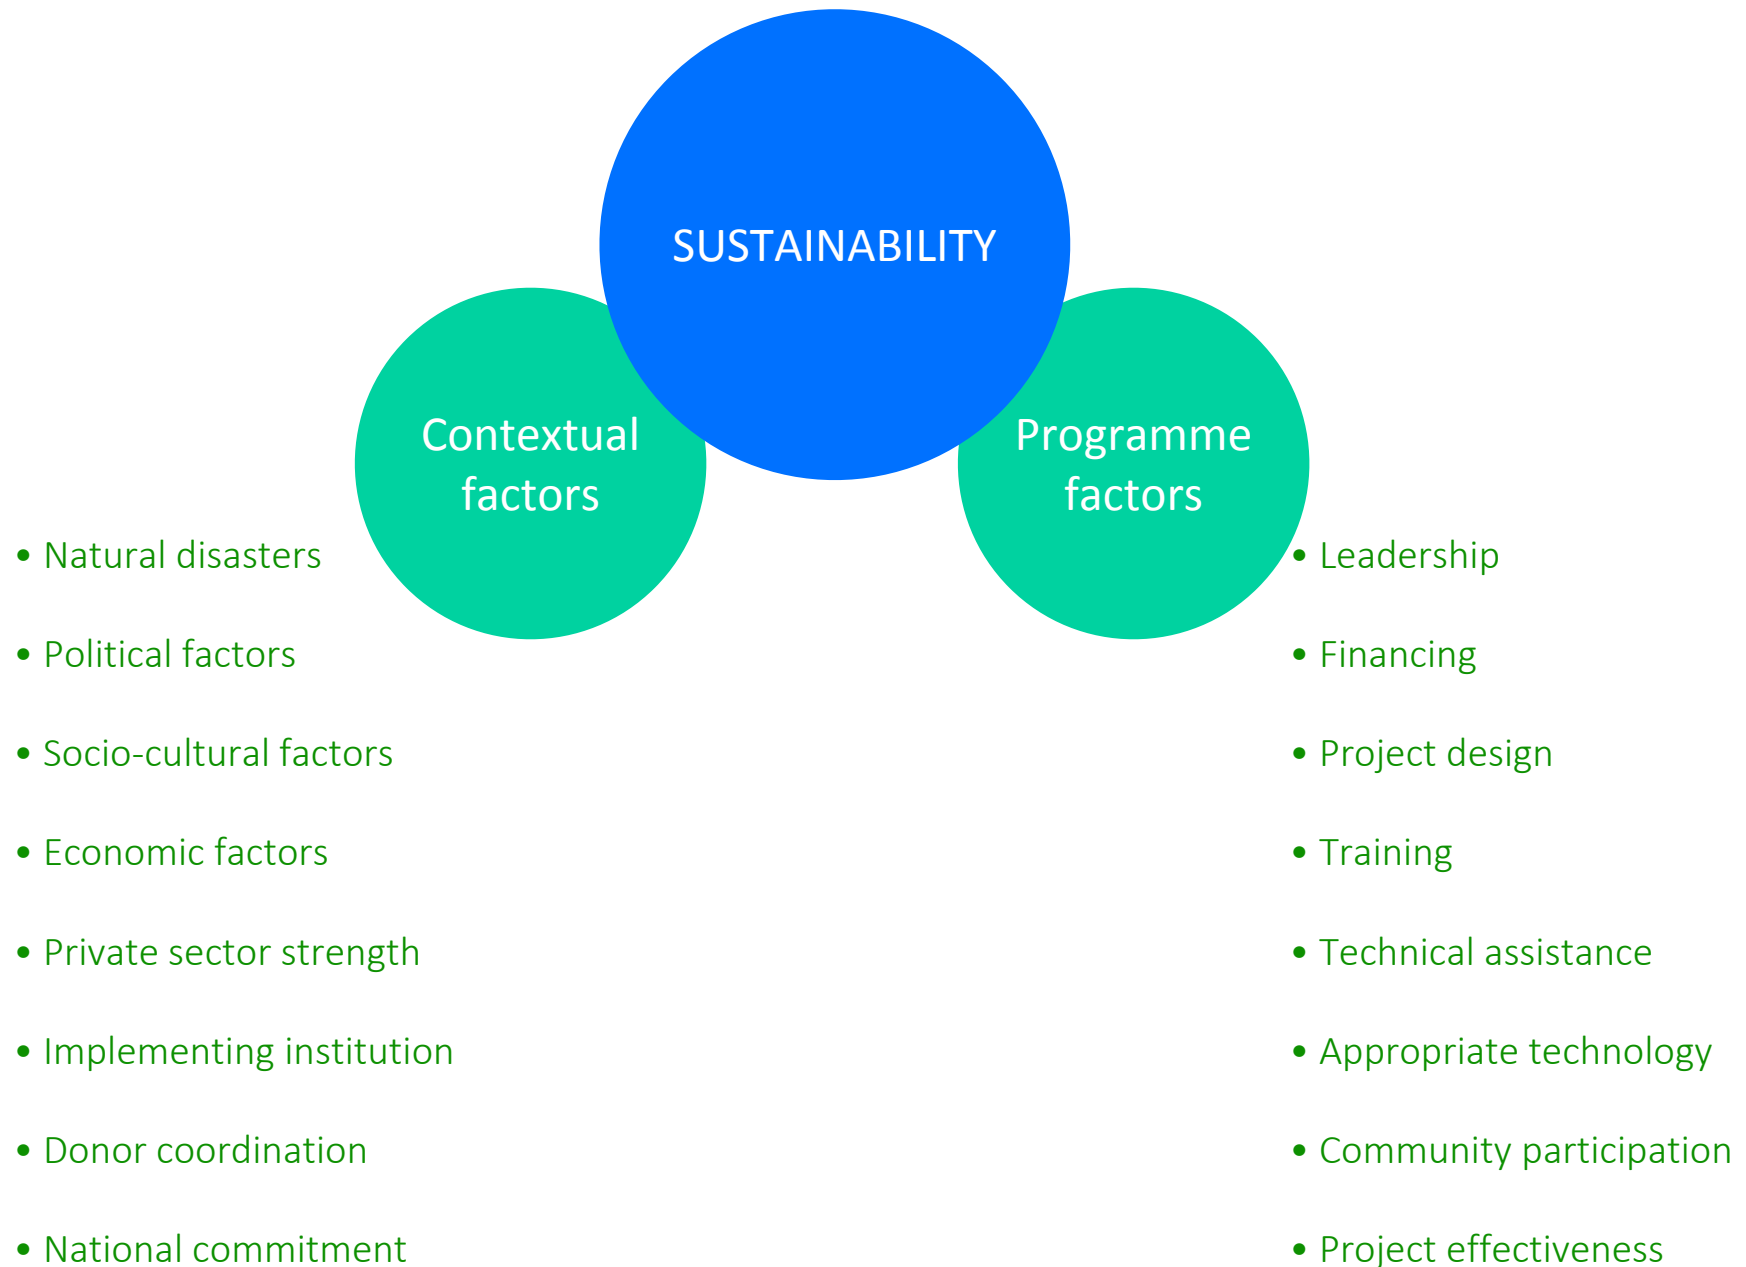 SUSTAINABILITY
Contextual
factors
Programme
factors
• Natural disasters
• Political factors
• Socio-cultural factors
• Economic factors
• Private sector strength
• Implementing institution
• Donor coordination
• National commitment
• Leadership
• Financing
• Project design
• Training
• Technical assistance
• Appropriate technology
• Community participation
• Project effectiveness